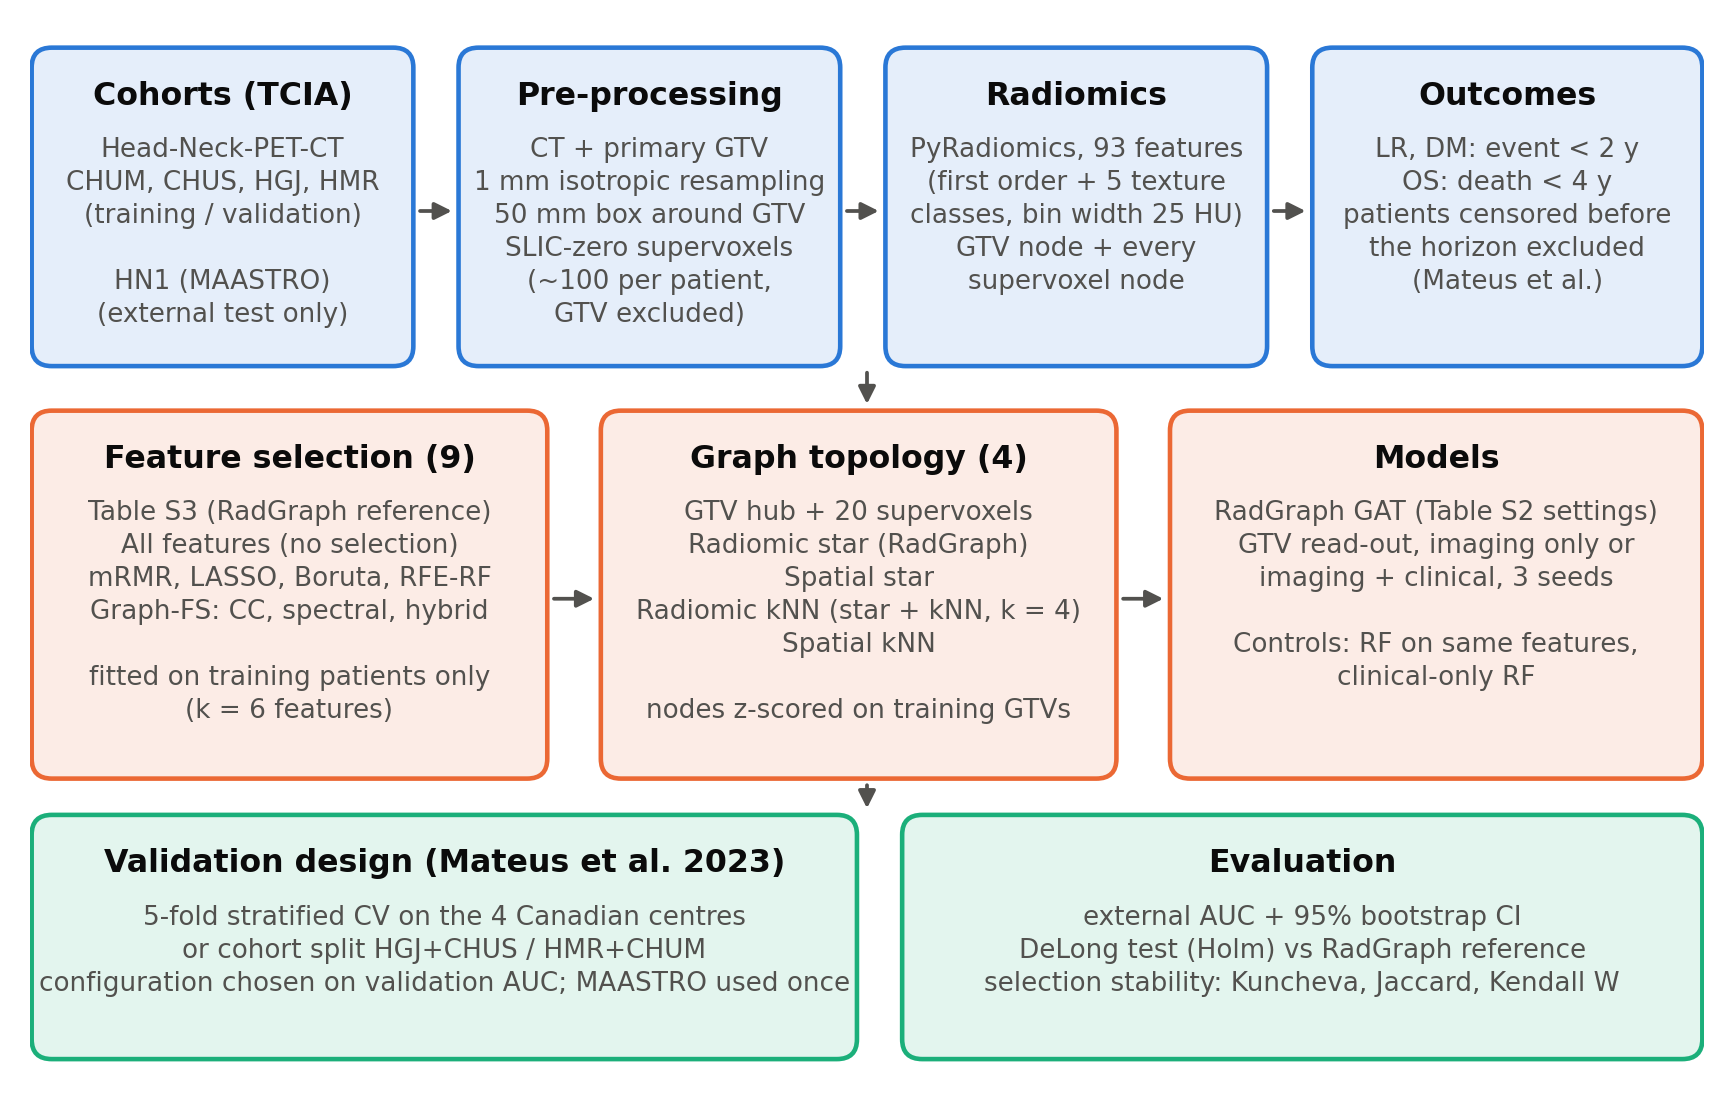 Cohorts (TCIA)
Head-Neck-PET-CT
CHUM, CHUS, HGJ, HMR
(training / validation)
HN1 (MAASTRO)
(external test only)
Pre-processing
CT + primary GTV
1 mm isotropic resampling
50 mm box around GTV
SLIC-zero supervoxels
(~100 per patient,
GTV excluded)
Radiomics
PyRadiomics, 93 features
(first order + 5 texture
classes, bin width 25 HU)
GTV node + every
supervoxel node
Outcomes
LR, DM: event < 2 y
OS: death < 4 y
patients censored before
the horizon excluded
(Mateus et al.)
Feature selection (9)
Table S3 (RadGraph reference)
All features (no selection)
mRMR, LASSO, Boruta, RFE-RF
Graph-FS: CC, spectral, hybrid
fitted on training patients only
(k = 6 features)
Graph topology (4)
GTV hub + 20 supervoxels
Radiomic star (RadGraph)
Spatial star
Radiomic kNN (star + kNN, k = 4)
Spatial kNN
nodes z-scored on training GTVs
Models
RadGraph GAT (Table S2 settings)
GTV read-out, imaging only or
imaging + clinical, 3 seeds
Controls: RF on same features,
clinical-only RF
Validation design (Mateus et al. 2023)
5-fold stratified CV on the 4 Canadian centres
or cohort split HGJ+CHUS / HMR+CHUM
configuration chosen on validation AUC; MAASTRO used once
Evaluation
external AUC + 95% bootstrap CI
DeLong test (Holm) vs RadGraph reference
selection stability: Kuncheva, Jaccard, Kendall W